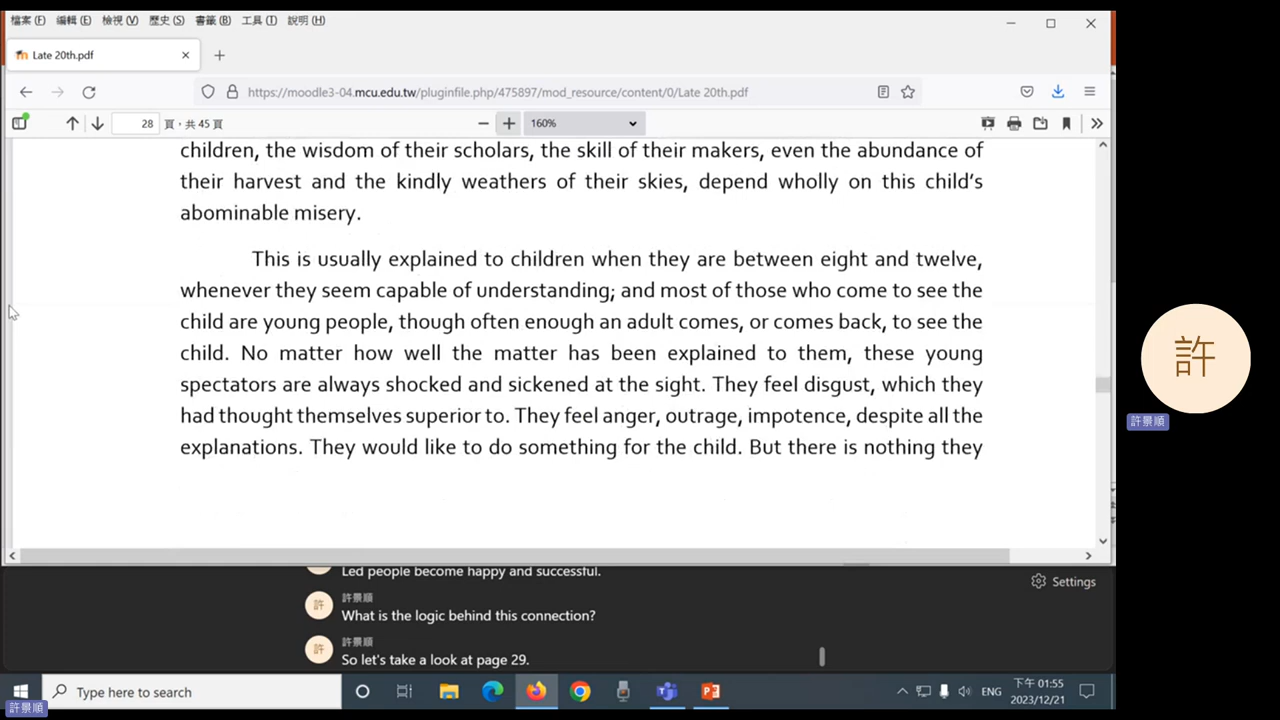 檔案 (F) 編輯 (E) 檢視 (V) 歷史 (S) 書籤 (B) 工具 (T) 說明 (H)
Late 20th.pdf
https://moodle3-04.mcu.edu.tw/pluginfile.php/475897/mod_resource/content/0/Late 20th.pdf
28 頁,共 45 頁
160%
children, the wisdom of their scholars, the skill of their makers, even the abundance of
their harvest and the kindly weathers of their skies, depend wholly on this child's
abominable misery.
This is usually explained to children when they are between eight and twelve,
whenever they seem capable of understanding; and most of those who come to see the
child are young people, though often enough an adult comes, or comes back, to see the
child. No matter how well the matter has been explained to them, these young
spectators are always shocked and sickened at the sight. They feel disgust, which they
had thought themselves superior to. They feel anger, outrage, impotence, despite all the
explanations. They would like to do something for the child. But there is nothing they
許
許景順
Led people become happy and successful.
Settings
許
許景順
What is the logic behind this connection?
許
許景順
So let's take a look at page 29.
Type here to search
ENG
下午 01:55
2023/12/21
許景順